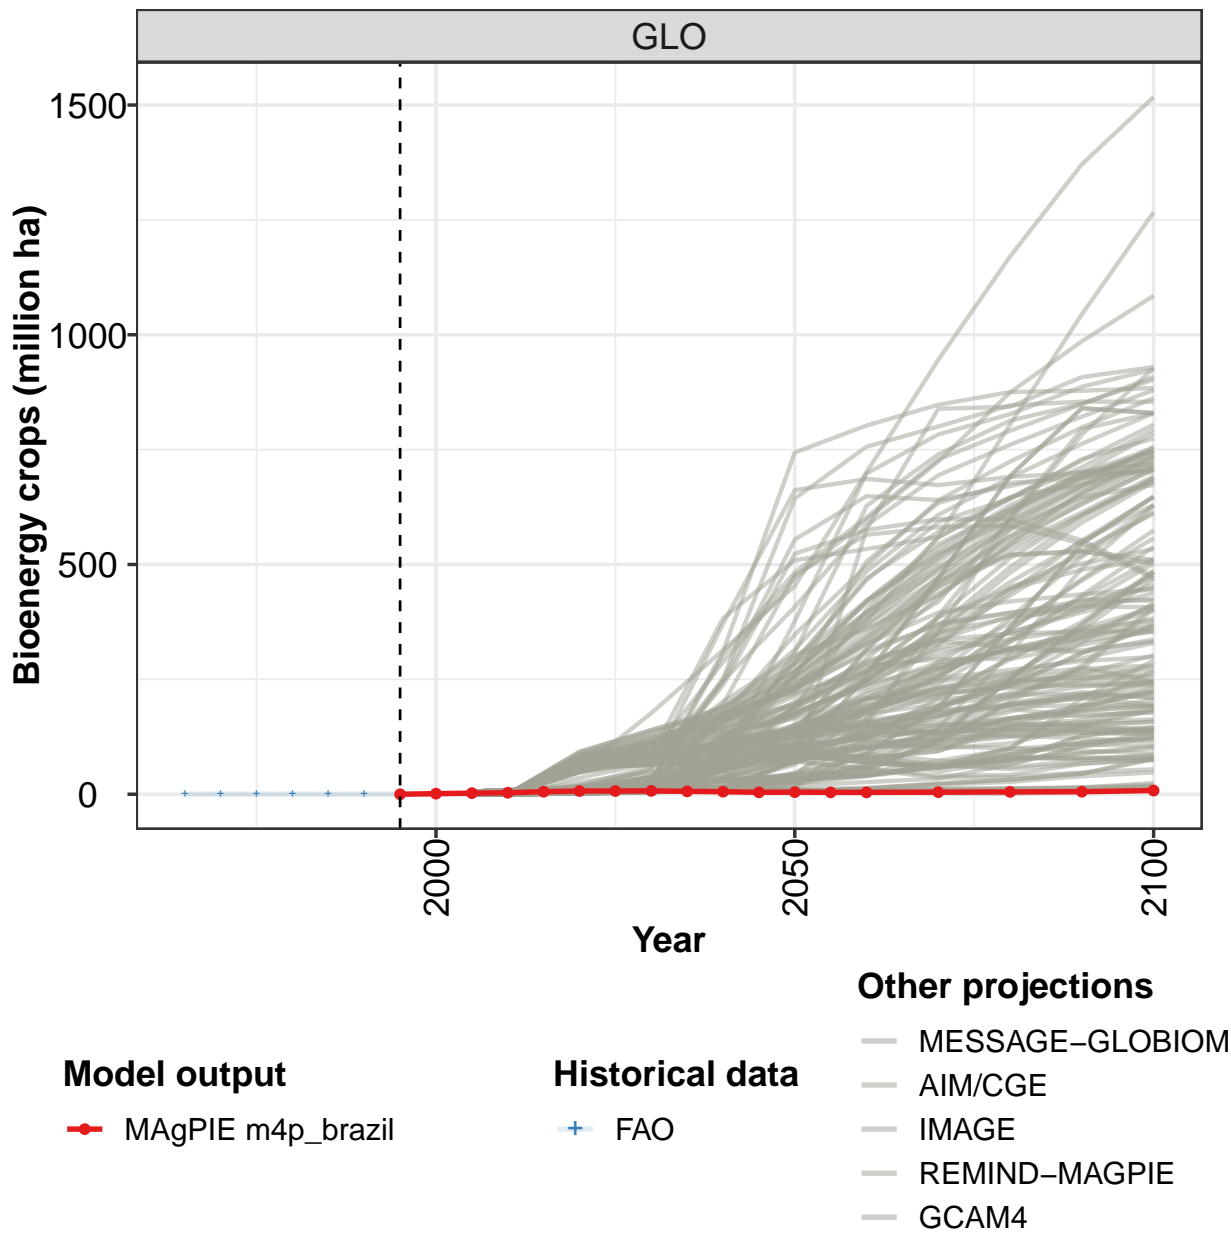 GLO
Bioenergy crops (million ha)
1500
1000
500
0
2000
2050
2100
Year
Model output
MAgPIE m4p_brazil
Historical data
FAO
Other projections
MESSAGE−GLOBIOM
AIM/CGE
IMAGE
REMIND−MAGPIE
GCAM4